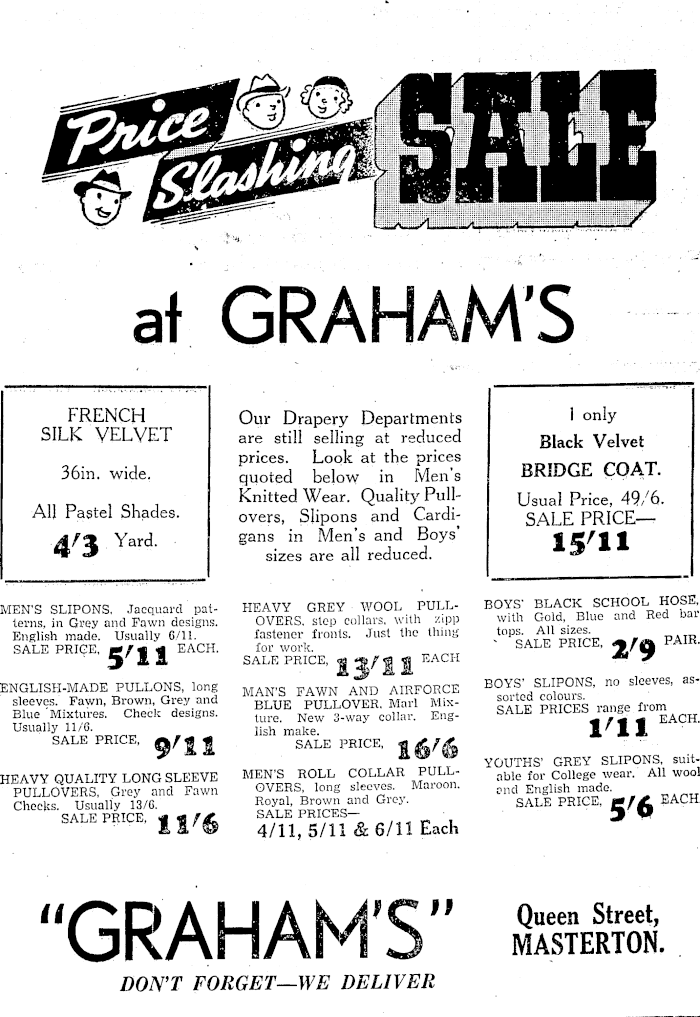 Price
Slashing
SALE
at GRAHAM'S
FRENCH
SILK VELVET
36in. wide.
All Pastel Shades.
4/3 Yard.
Our Drapery Departments
are still selling at reduced
prices. Look at the prices
quoted below in Men's
Knitted Wear. Quality Pull-
overs, Slipons and Cardi-
gans in Men's and Boys'
sizes are all reduced.
1 only
Black Velvet
BRIDGE COAT.
Usual Price, 49/6.
SALE PRICE—
15/11
MEN'S SLIPONS. Jacquard pat-
terns, in Grey and Fawn designs.
English made. Usually 6/11.
SALE PRICE, 5/11 EACH.
ENGLISH-MADE PULLONS, long
sleeves. Fawn, Brown, Grey and
Blue Mixtures. Check designs.
Usually 11/6.
SALE PRICE, 9/11
HEAVY QUALITY LONG SLEEVE
PULLOVERS, Grey and Fawn
Checks. Usually 13/6.
SALE PRICE, 11/6
HEAVY GREY WOOL PULL-
OVERS, step collars, with zipp
fastener fronts. Just the thing
for work.
SALE PRICE, 13/11 EACH
MAN'S FAWN AND AIRFORCE
BLUE PULLOVER, Marl Mix-
ture. New 3-way collar. Eng-
lish make.
SALE PRICE, 16/6
MEN'S ROLL COLLAR PULL-
OVERS, long sleeves. Maroon,
Royal, Brown and Grey.
SALE PRICES—
4/11, 5/11 & 6/11 Each
BOYS' BLACK SCHOOL HOSE,
with Gold, Blue and Red bar
tops. All sizes.
SALE PRICE, 2/9 PAIR.
BOYS' SLIPONS, no sleeves, as-
sorted colours.
SALE PRICES range from
1/11 EACH.
YOUTHS' GREY SLIPONS, suit-
able for College wear. All wool
and English made.
SALE PRICE, 5/6 EACH
"GRAHAM'S"
DON'T FORGET—WE DELIVER
Queen Street,
MASTERTON.